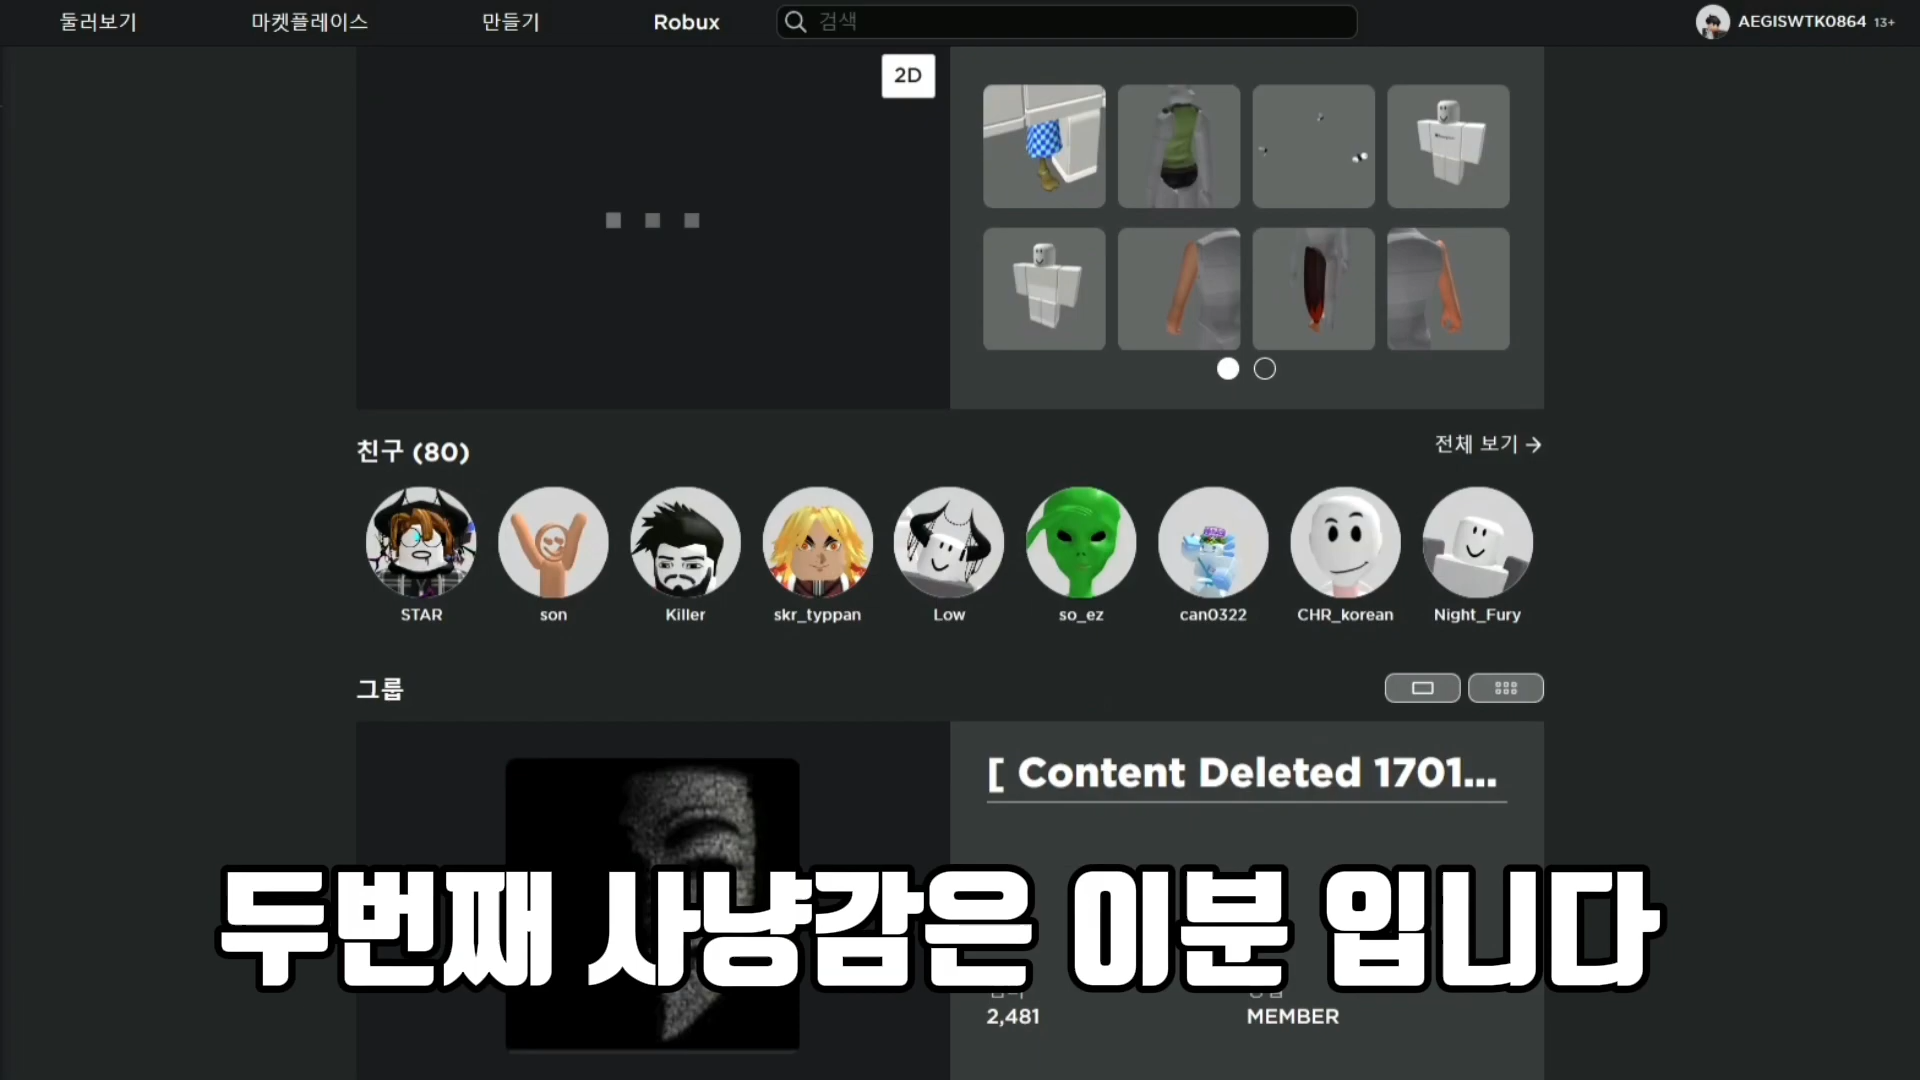 둘러보기
마켓플레이스
만들기
Robux
검색
AEGISWTK0864 13+
2D
친구 (80)
전체 보기 →
STAR
son
Killer
skr_typpan
Low
so_ez
can0322
CHR_korean
Night_Fury
그룹
[ Content Deleted 1701...
두번째 사냥감은 이분 입니다
2,481
MEMBER